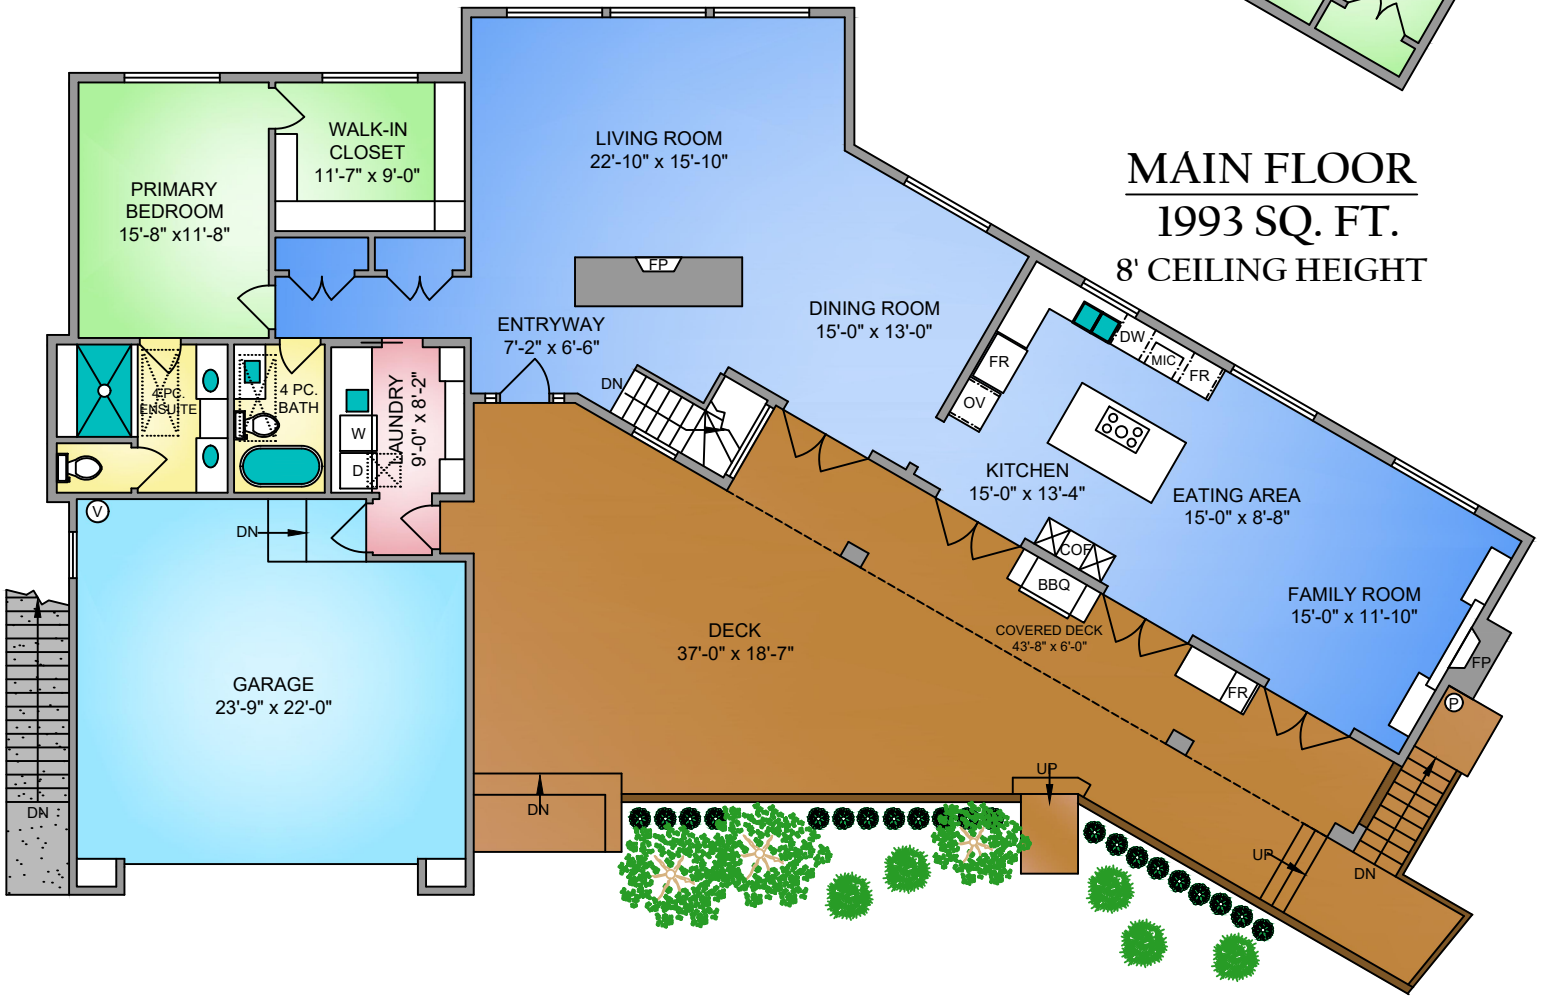 MAIN FLOOR
1993 SQ. FT.
8' CEILING HEIGHT
LIVING ROOM
22'-10" x 15'-10"
WALK-IN
CLOSET
11'-7" x 9'-0"
PRIMARY
BEDROOM
15'-8" x11'-8"
FP
DINING ROOM
15'-0" x 13'-0"
ENTRYWAY
7'-2" x 6'-6"
DN
FR
OV
DW
MIC
FR
4 PC.
ENSUITE
4 PC.
BATH
W
D
LAUNDRY
9'-0" x 8'-2"
KITCHEN
15'-0" x 13'-4"
EATING AREA
15'-0" x 8'-8"
V
DN
COF
BBQ
FAMILY ROOM
15'-0" x 11'-10"
FP
DECK
37'-0" x 18'-7"
COVERED DECK
43'-8" x 6'-0"
GARAGE
23'-9" x 22'-0"
FR
P
UP
DN
DN
UP
DN